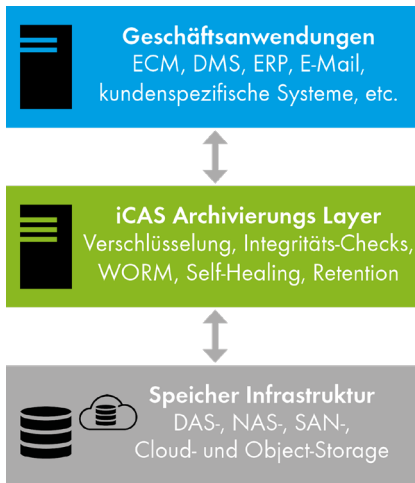 Geschäftsanwendungen
ECM, DMS, ERP, E-Mail,
kundenspezifische Systeme, etc.
iCAS Archivierungs Layer
Verschlüsselung, Integritäts-Checks,
WORM, Self-Healing, Retention
Speicher Infrastruktur
DAS-, NAS-, SAN-,
Cloud- und Object-Storage